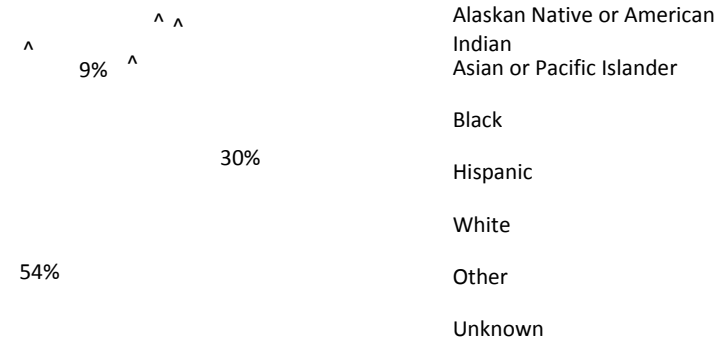 ^ ^
^
9% ^
30%
54%
Alaskan Native or American
Indian
Asian or Pacific Islander
Black
Hispanic
White
Other
Unknown